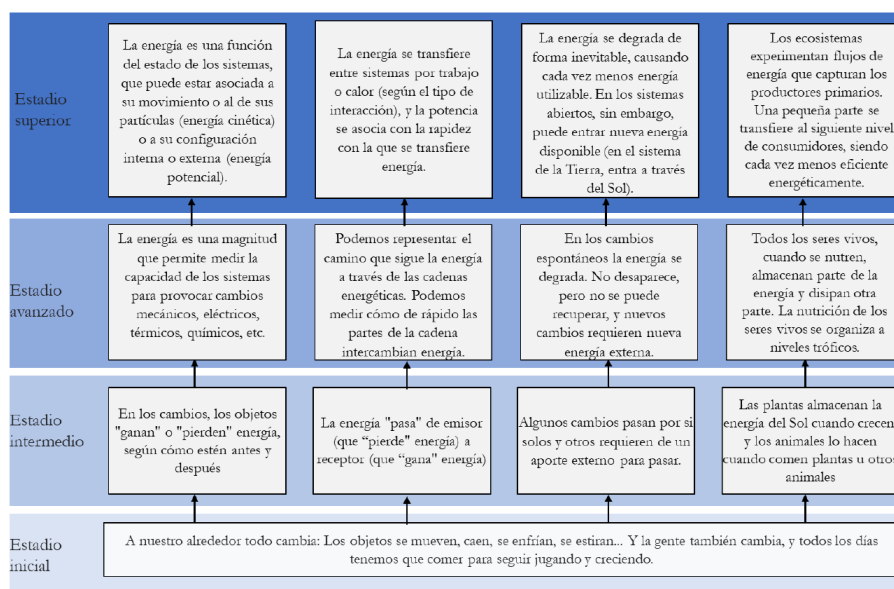 Estadio
superior
La energía es una función
del estado de los sistemas,
que puede estar asociada
a su movimiento o al de sus
partículas (energía cinética)
o a su configuración
interna o externa (energía
potencial).
La energía se transfiere
entre sistemas por trabajo
o calor (según el tipo de
interacción), y la potencia
se asocia con la rapidez
con la que se transfiere
energía.
La energía se degrada de
forma inevitable, causando
cada vez menos energía
utilizable. En los sistemas
abiertos, sin embargo,
puede entrar nueva energía
disponible (en el sistema
de la Tierra, entra a través
del Sol).
Los ecosistemas
experimentan flujos de
energía que capturan los
productores primarios.
Una pequeña parte se
transfiere al siguiente nivel
de consumidores, siendo
cada vez menos eficiente
energéticamente.
Estadio
avanzado
La energía es una magnitud
que permite medir la
capacidad de los sistemas
para provocar cambios
mecánicos, eléctricos,
térmicos, químicos, etc.
Podemos representar el
camino que sigue la energía
a través de las cadenas
energéticas. Podemos
medir cómo de rápido las
partes de la cadena
intercambian energía.
En los cambios
espontáneos la energía se
degrada. No desaparece,
pero no se puede
recuperar, y nuevos
cambios requieren nueva
energía externa.
Todos los seres vivos,
cuando se nutren,
almacenan parte de la
energía y disipan otra
parte. La nutrición de los
seres vivos se organiza a
niveles tróficos.
Estadio
intermedio
En los cambios, los objetos
"ganan" o "pierden" energía,
según cómo estén antes y
después
La energía "pasa" de emisor
(que "pierde" energía) a
receptor (que "gana" energía)
Algunos cambios pasan por si
solos y otros requieren de un
aporte externo para pasar.
Las plantas almacenan la
energía del Sol cuando crecen
y los animales lo hacen
cuando comen plantas u otros
animales
Estadio
inicial
A nuestro alrededor todo cambia: Los objetos se mueven, caen, se enfrían, se estiran... Y la gente también cambia, y todos los días
tenemos que comer para seguir jugando y creciendo.